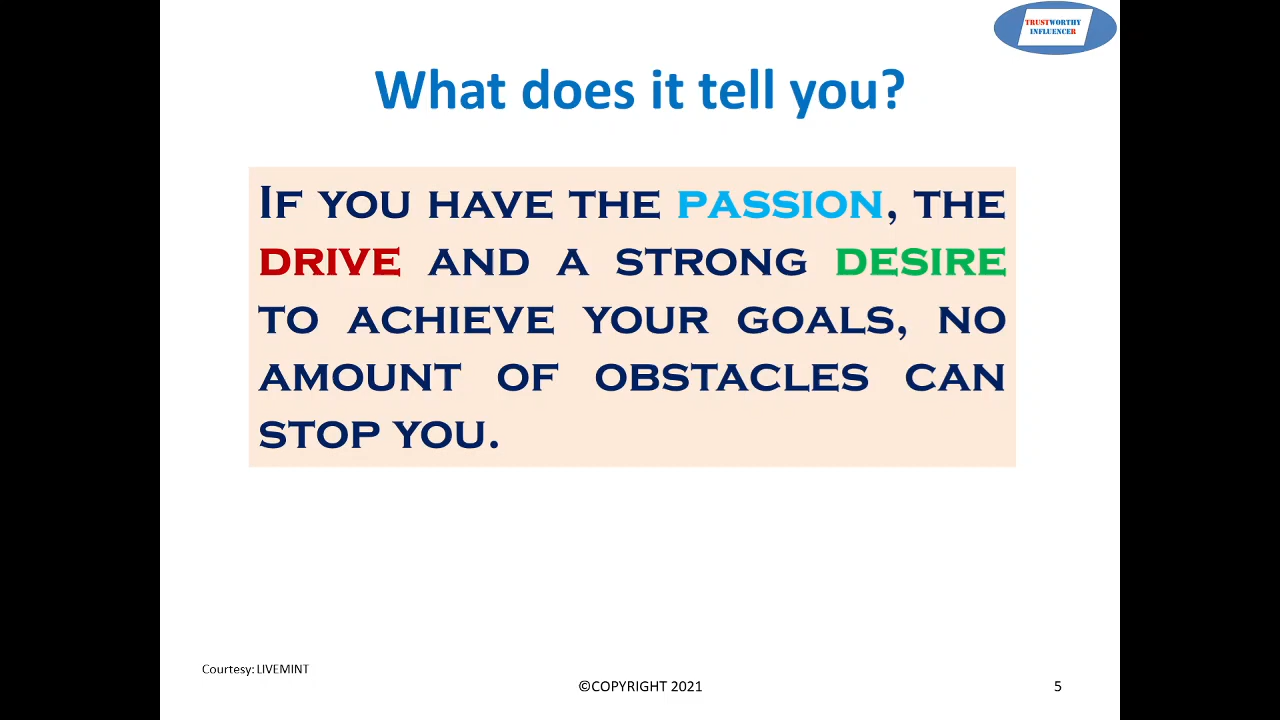 TRUSTWORTHY
INFLUENCER
What does it tell you?
IF YOU HAVE THE PASSION, THE
DRIVE AND A STRONG DESIRE
TO ACHIEVE YOUR GOALS, NO
AMOUNT OF OBSTACLES CAN
STOP YOU.
Courtesy: LIVEMINT
©COPYRIGHT 2021
5